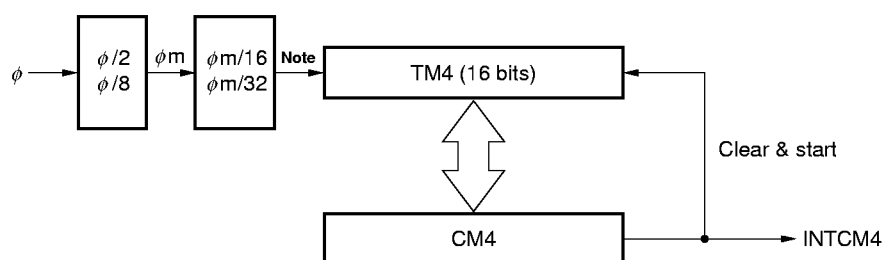 ϕ
ϕ/2
ϕ/8
ϕm
ϕm/16
ϕm/32
Note
TM4 (16 bits)
Clear & start
CM4
INTCM4